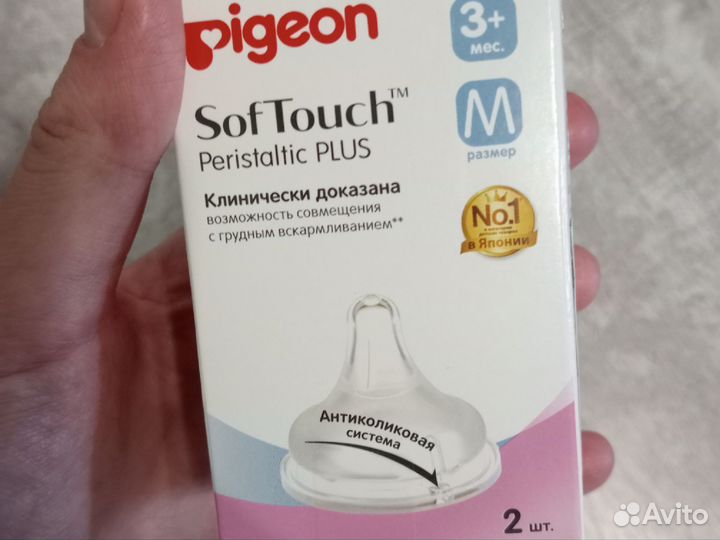 pigeon
3+
мес.
SofTouch™
Peristaltic PLUS
M
размер
Клинически доказана
возможность совмещения
с грудным вскармливанием**
No.1
в Японии
Антиколиковая
система
2 шт.
Avito